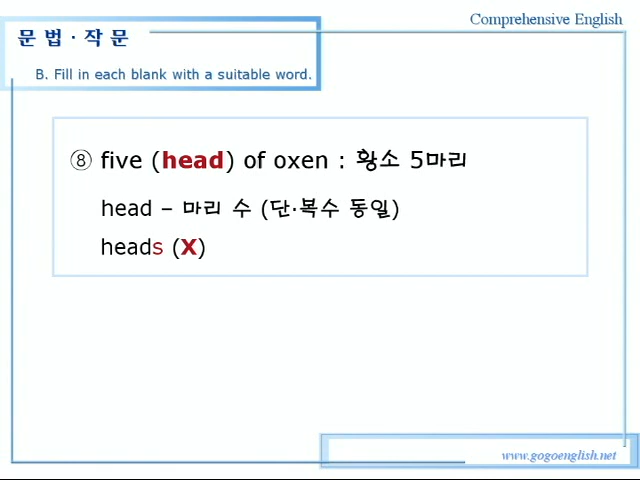 Comprehensive English
문 법 · 작 문
B. Fill in each blank with a suitable word.
⑧ five (head) of oxen : 황소 5마리
head – 마리 수 (단·복수 동일)
heads (X)
www.gogoenglish.net